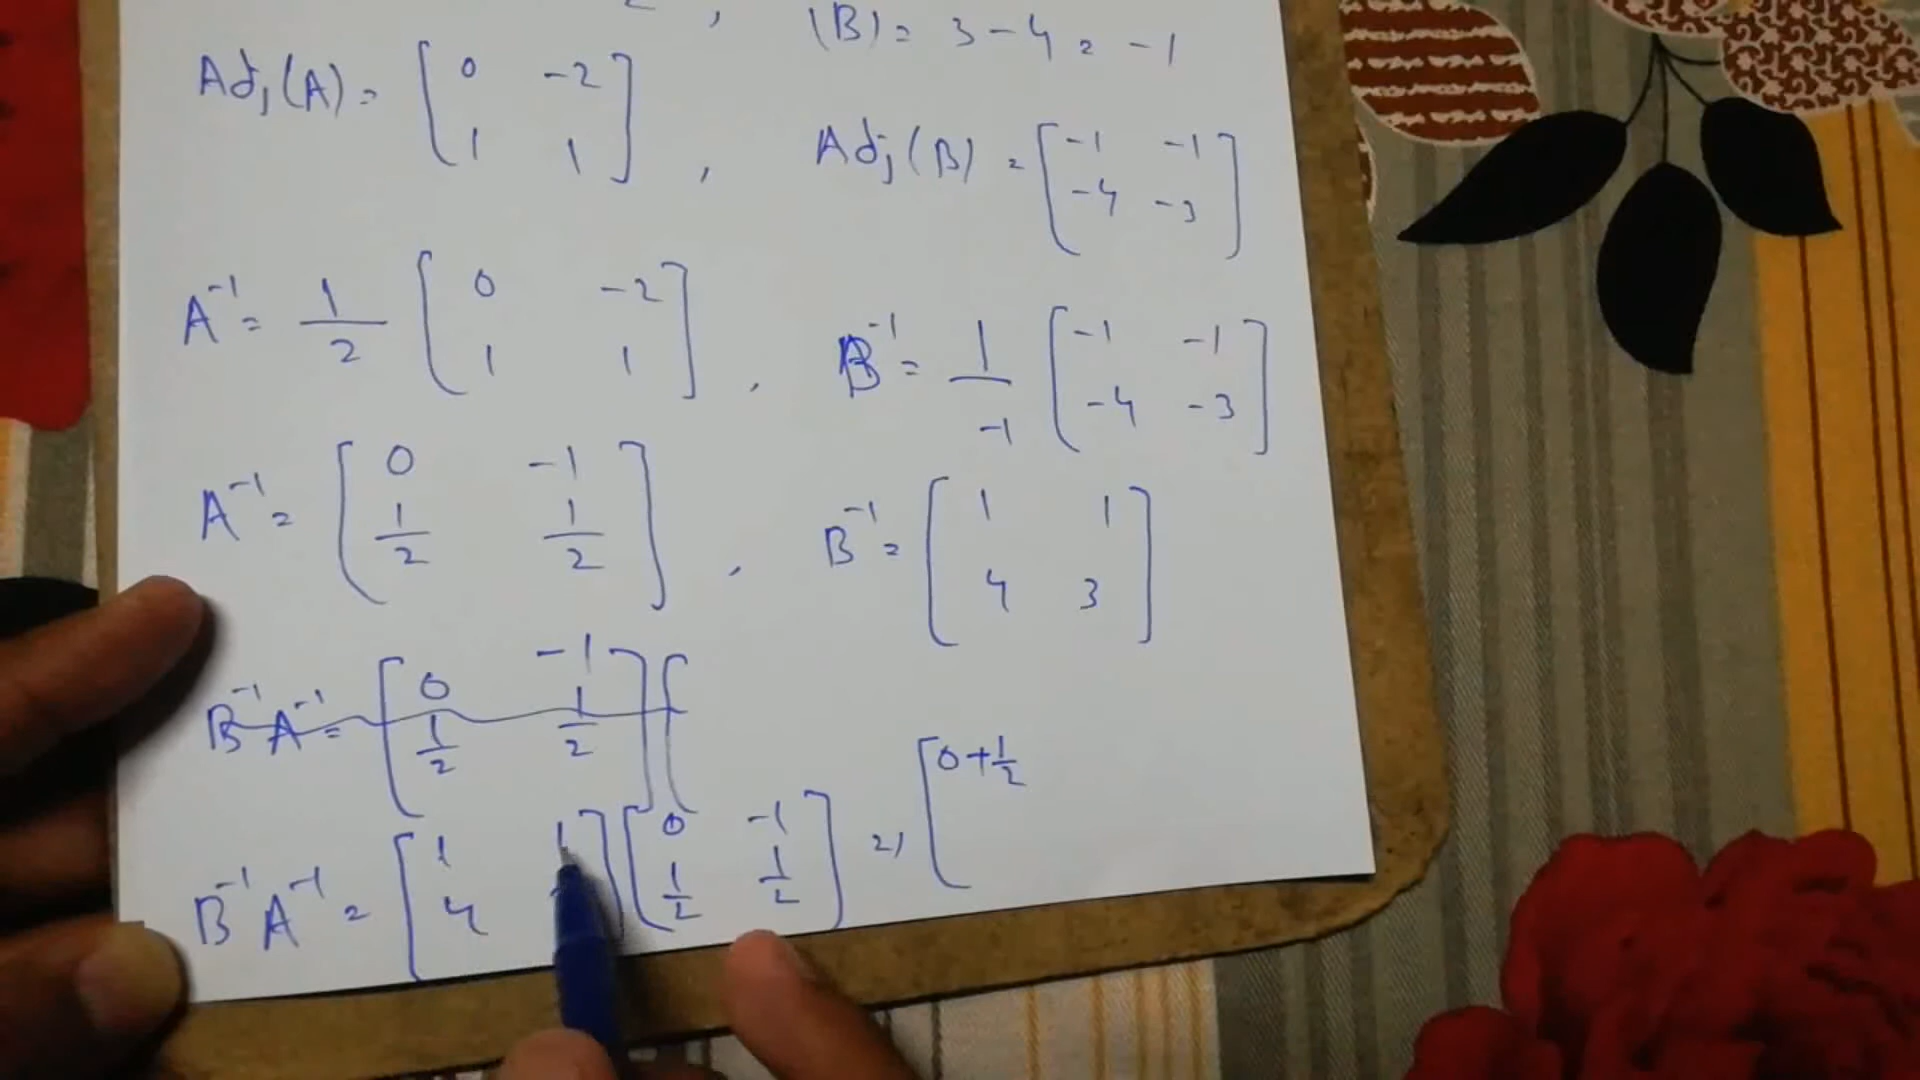 , (B) = 3 - 4 = -1
Adj(A) = [ 0 -2
1 1 ] , Adj(B) = [ -1 -1
-4 -3 ]
A⁻¹ = 1/2 [ 0 -2
1 1 ] , B⁻¹ = 1/-1 [ -1 -1
-4 -3 ]
A⁻¹ = [ 0 -1
1/2 1/2 ] , B⁻¹ = [ 1 1
4 3 ]
B⁻¹A⁻¹ = [ 0 -1
1/2 1/2 ] [
B⁻¹A⁻¹ = [ 1 1
4 ] [ 0 -1
1/2 1/2 ] => [ 0+1/2